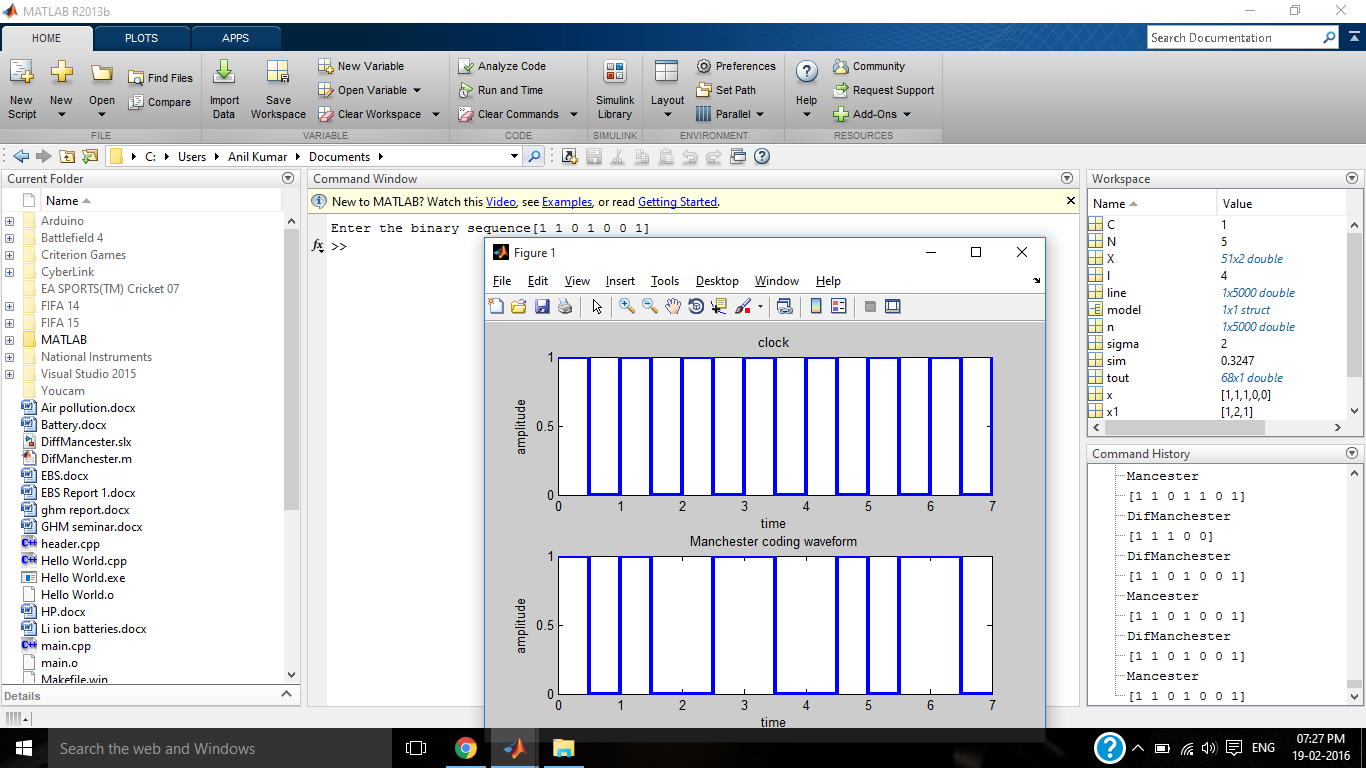 MATLAB R2013b
HOME PLOTS APPS
Search Documentation
New Script
New
Open
Find Files
Compare
Import Data
Save Workspace
New Variable
Open Variable
Clear Workspace
Analyze Code
Run and Time
Clear Commands
Simulink Library
Layout
Preferences
Set Path
Parallel
Help
Community
Request Support
Add-Ons
FILE VARIABLE CODE SIMULINK ENVIRONMENT RESOURCES
C: Users Anil Kumar Documents
Current Folder
Name
Arduino
Battlefield 4
Criterion Games
CyberLink
EA SPORTS(TM) Cricket 07
FIFA 14
FIFA 15
MATLAB
National Instruments
Visual Studio 2015
Youcam
Air pollution.docx
Battery.docx
DiffMancester.slx
DifManchester.m
EBS.docx
EBS Report 1.docx
ghm report.docx
GHM seminar.docx
header.cpp
Hello World.cpp
Hello World.exe
Hello World.o
HP.docx
Li ion batteries.docx
main.cpp
main.o
Makefile.win
Details
Command Window
New to MATLAB? Watch this Video, see Examples, or read Getting Started.
Enter the binary sequence[1 1 0 1 0 0 1]
fx >>
Figure 1
File Edit View Insert Tools Desktop Window Help
clock
1
0.5
0
amplitude
0 1 2 3 4 5 6 7
time
Manchester coding waveform
1
0.5
0
amplitude
0 1 2 3 4 5 6 7
time
Workspace
Name Value
C 1
N 5
X 51x2 double
l 4
line 1x5000 double
model 1x1 struct
n 1x5000 double
sigma 2
sim 0.3247
tout 68x1 double
x [1,1,1,0,0]
x1 [1,2,1]
Command History
Mancester
[1 1 0 1 1 0 1]
DifManchester
[1 1 1 0 0]
DifManchester
[1 1 0 1 0 0 1]
Mancester
[1 1 0 1 0 0 1]
DifManchester
[1 1 0 1 0 0 1]
Mancester
[1 1 0 1 0 0 1]
Search the web and Windows
ENG
07:27 PM
19-02-2016